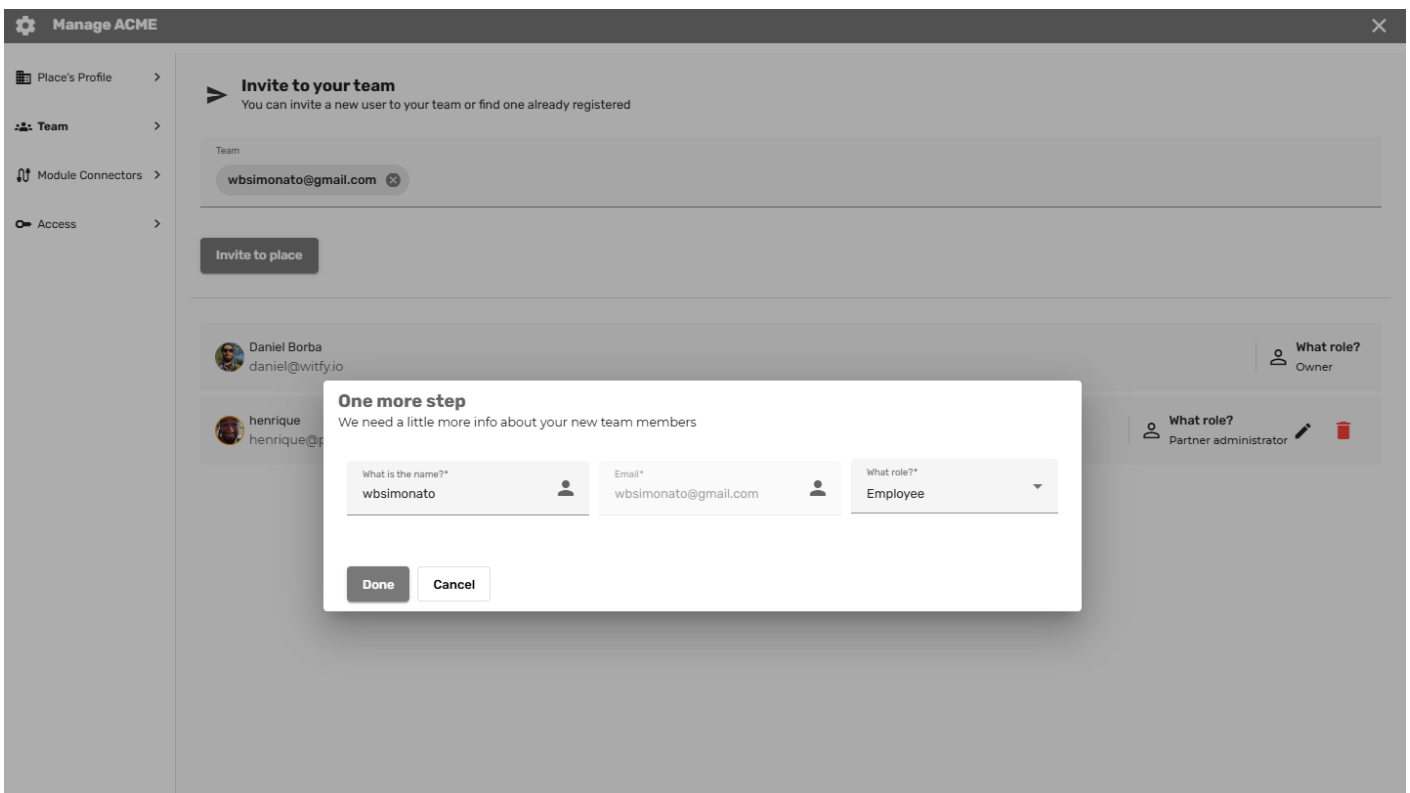 Manage ACME
Place's Profile
Team
Module Connectors
Access
Invite to your team
You can invite a new user to your team or find one already registered
Team
wbsimonato@gmail.com
Invite to place
Daniel Borba
daniel@witfy.io
What role?
Owner
henrique
henrique@p
What role?
Partner administrator
One more step
We need a little more info about your new team members
What is the name?*
wbsimonato
Email*
wbsimonato@gmail.com
What role?*
Employee
Done
Cancel